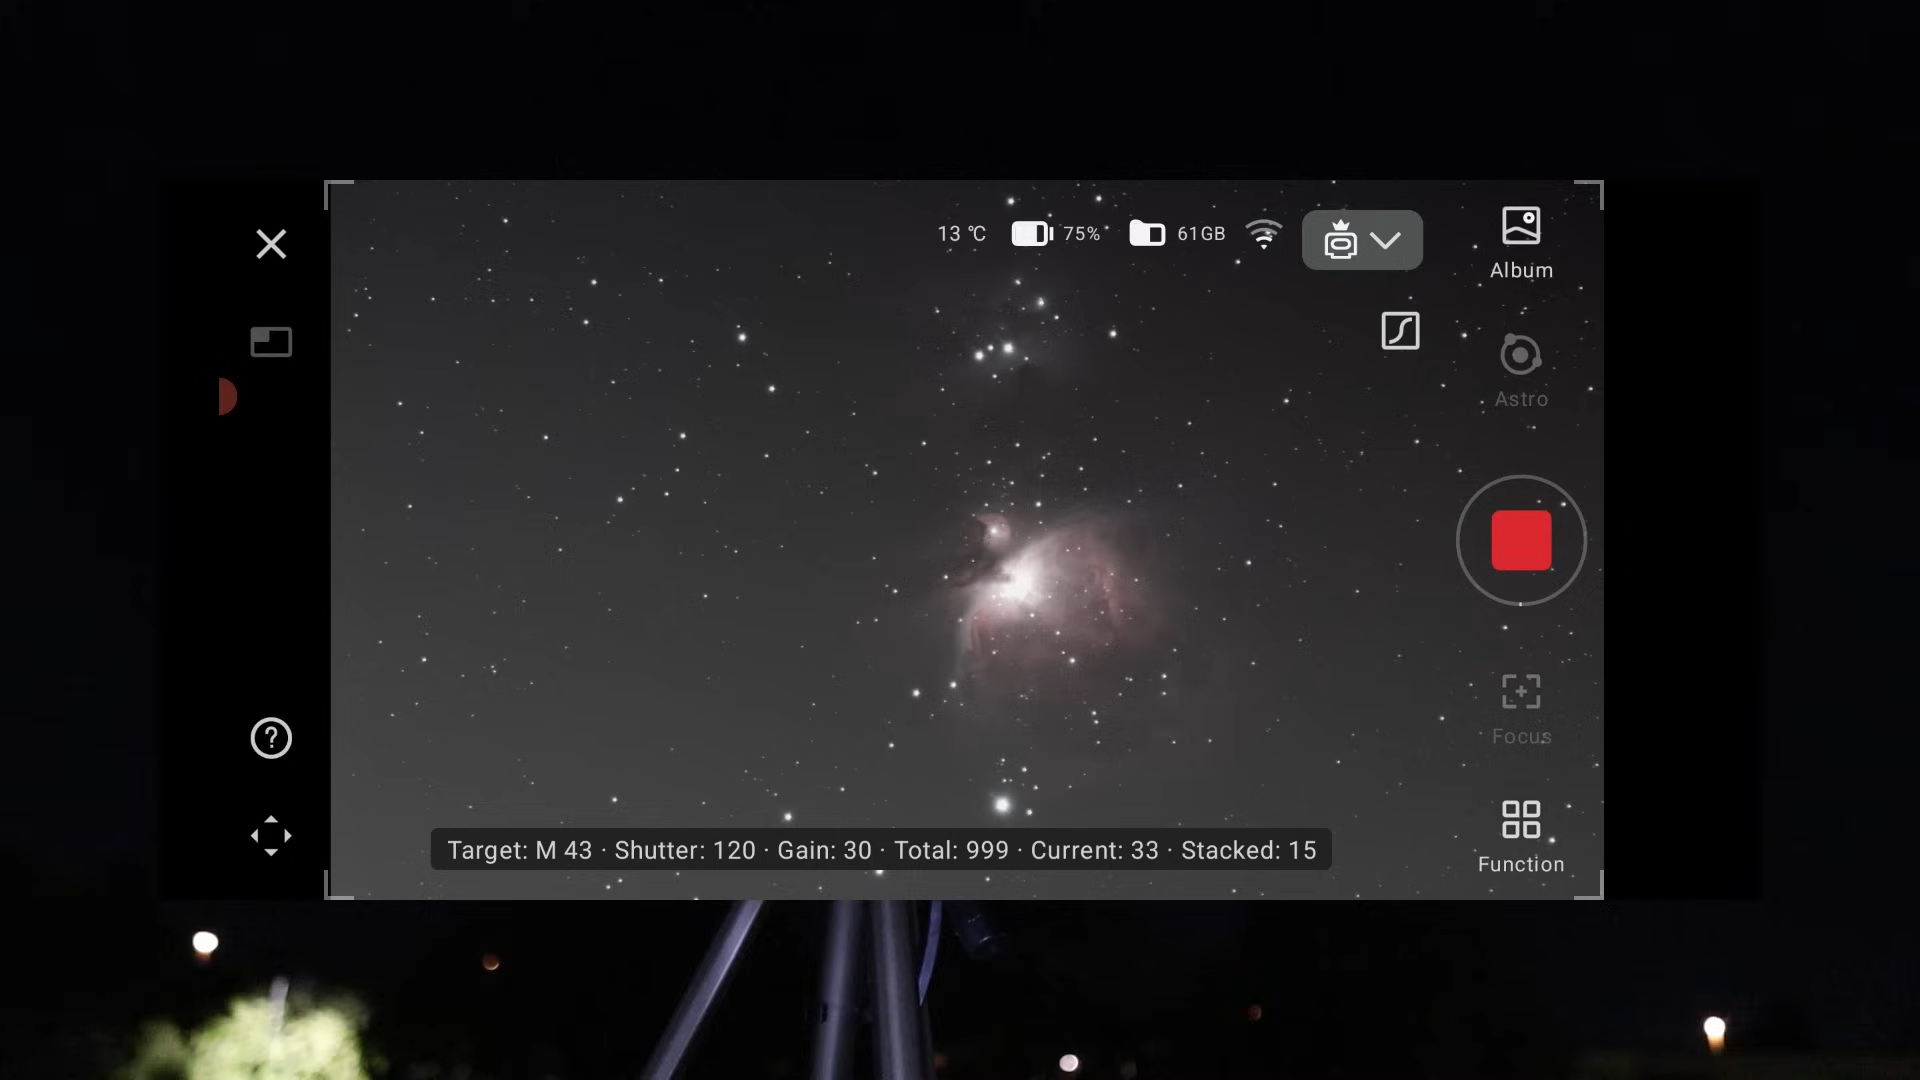 13 ℃ 75% 61GB
Album
Astro
Focus
Function
Target: M 43 · Shutter: 120 · Gain: 30 · Total: 999 · Current: 33 · Stacked: 15